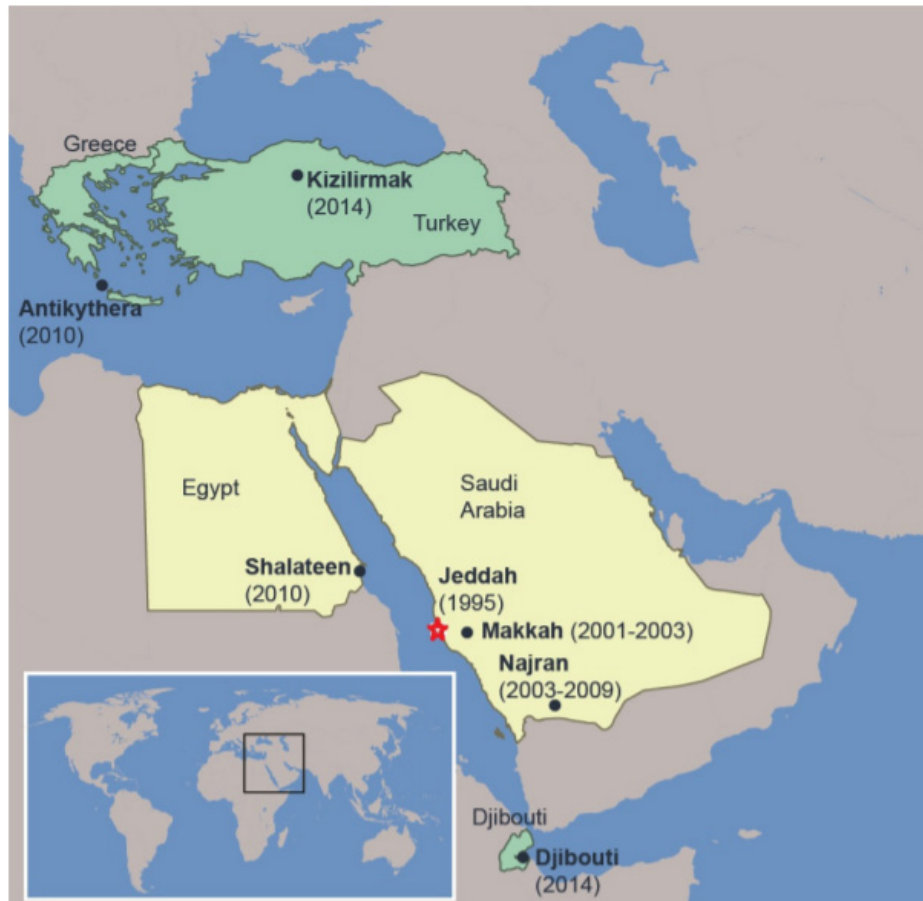 Greece
Kizilirmak
(2014)
Turkey
Antikythera
(2010)
Egypt
Saudi
Arabia
Shalateen
(2010)
Jeddah
(1995)
Makkah (2001-2003)
Najran
(2003-2009)
Djibouti
Djibouti
(2014)